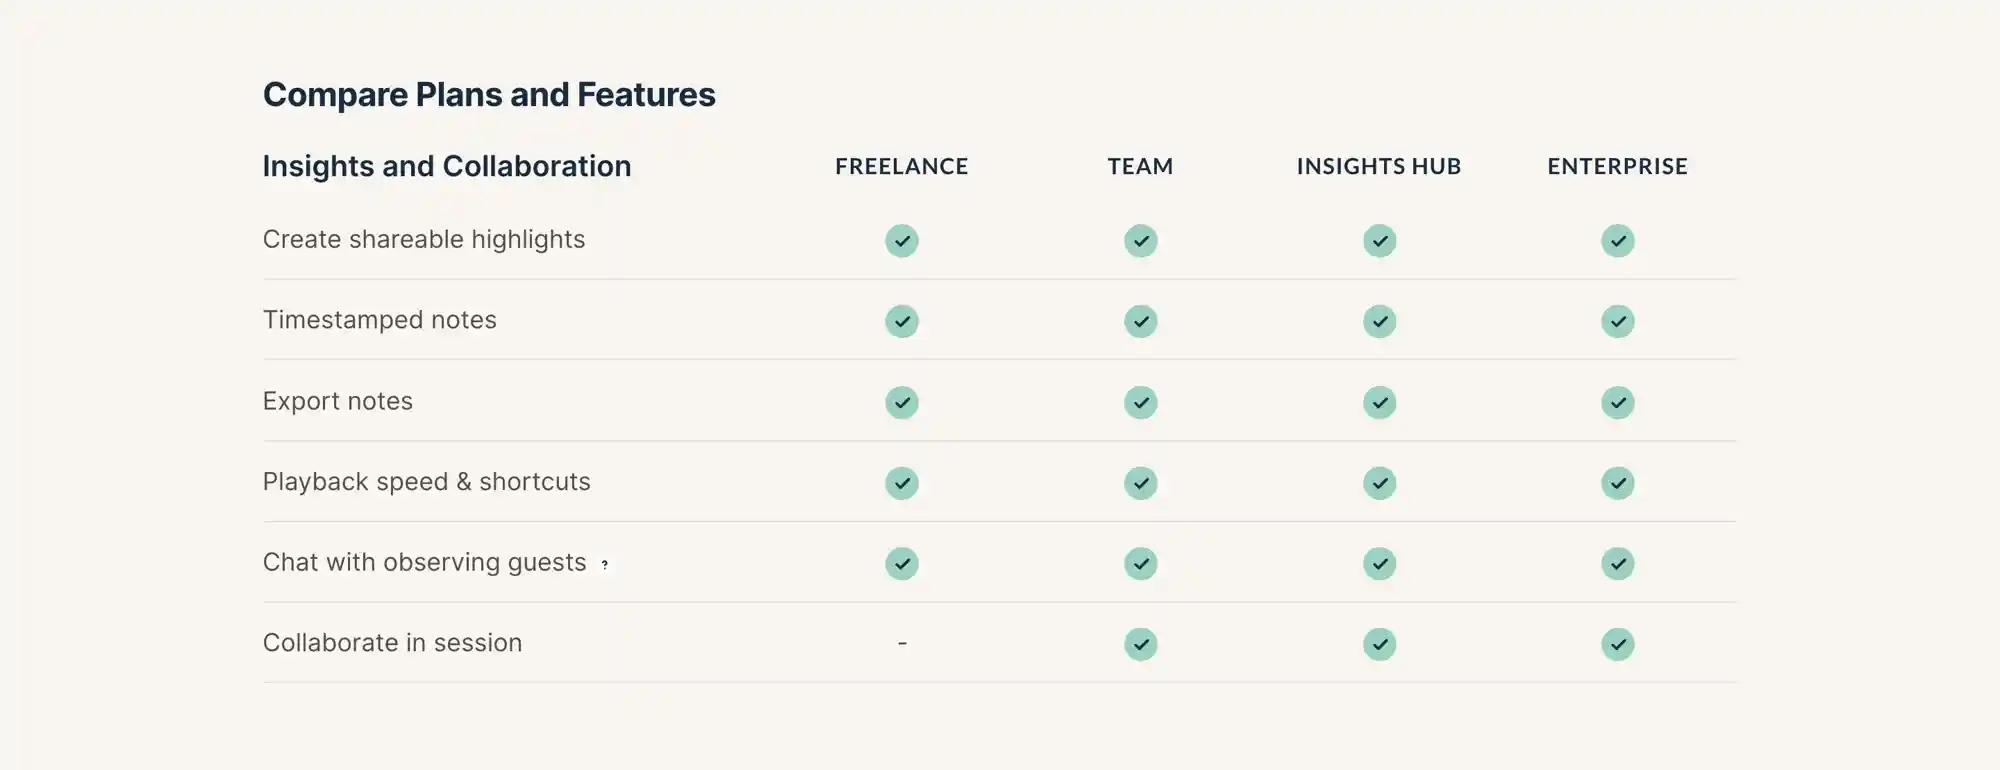 Compare Plans and Features
Insights and Collaboration FREELANCE TEAM INSIGHTS HUB ENTERPRISE
Create shareable highlights
Timestamped notes
Export notes
Playback speed & shortcuts
Chat with observing guests ?
Collaborate in session -